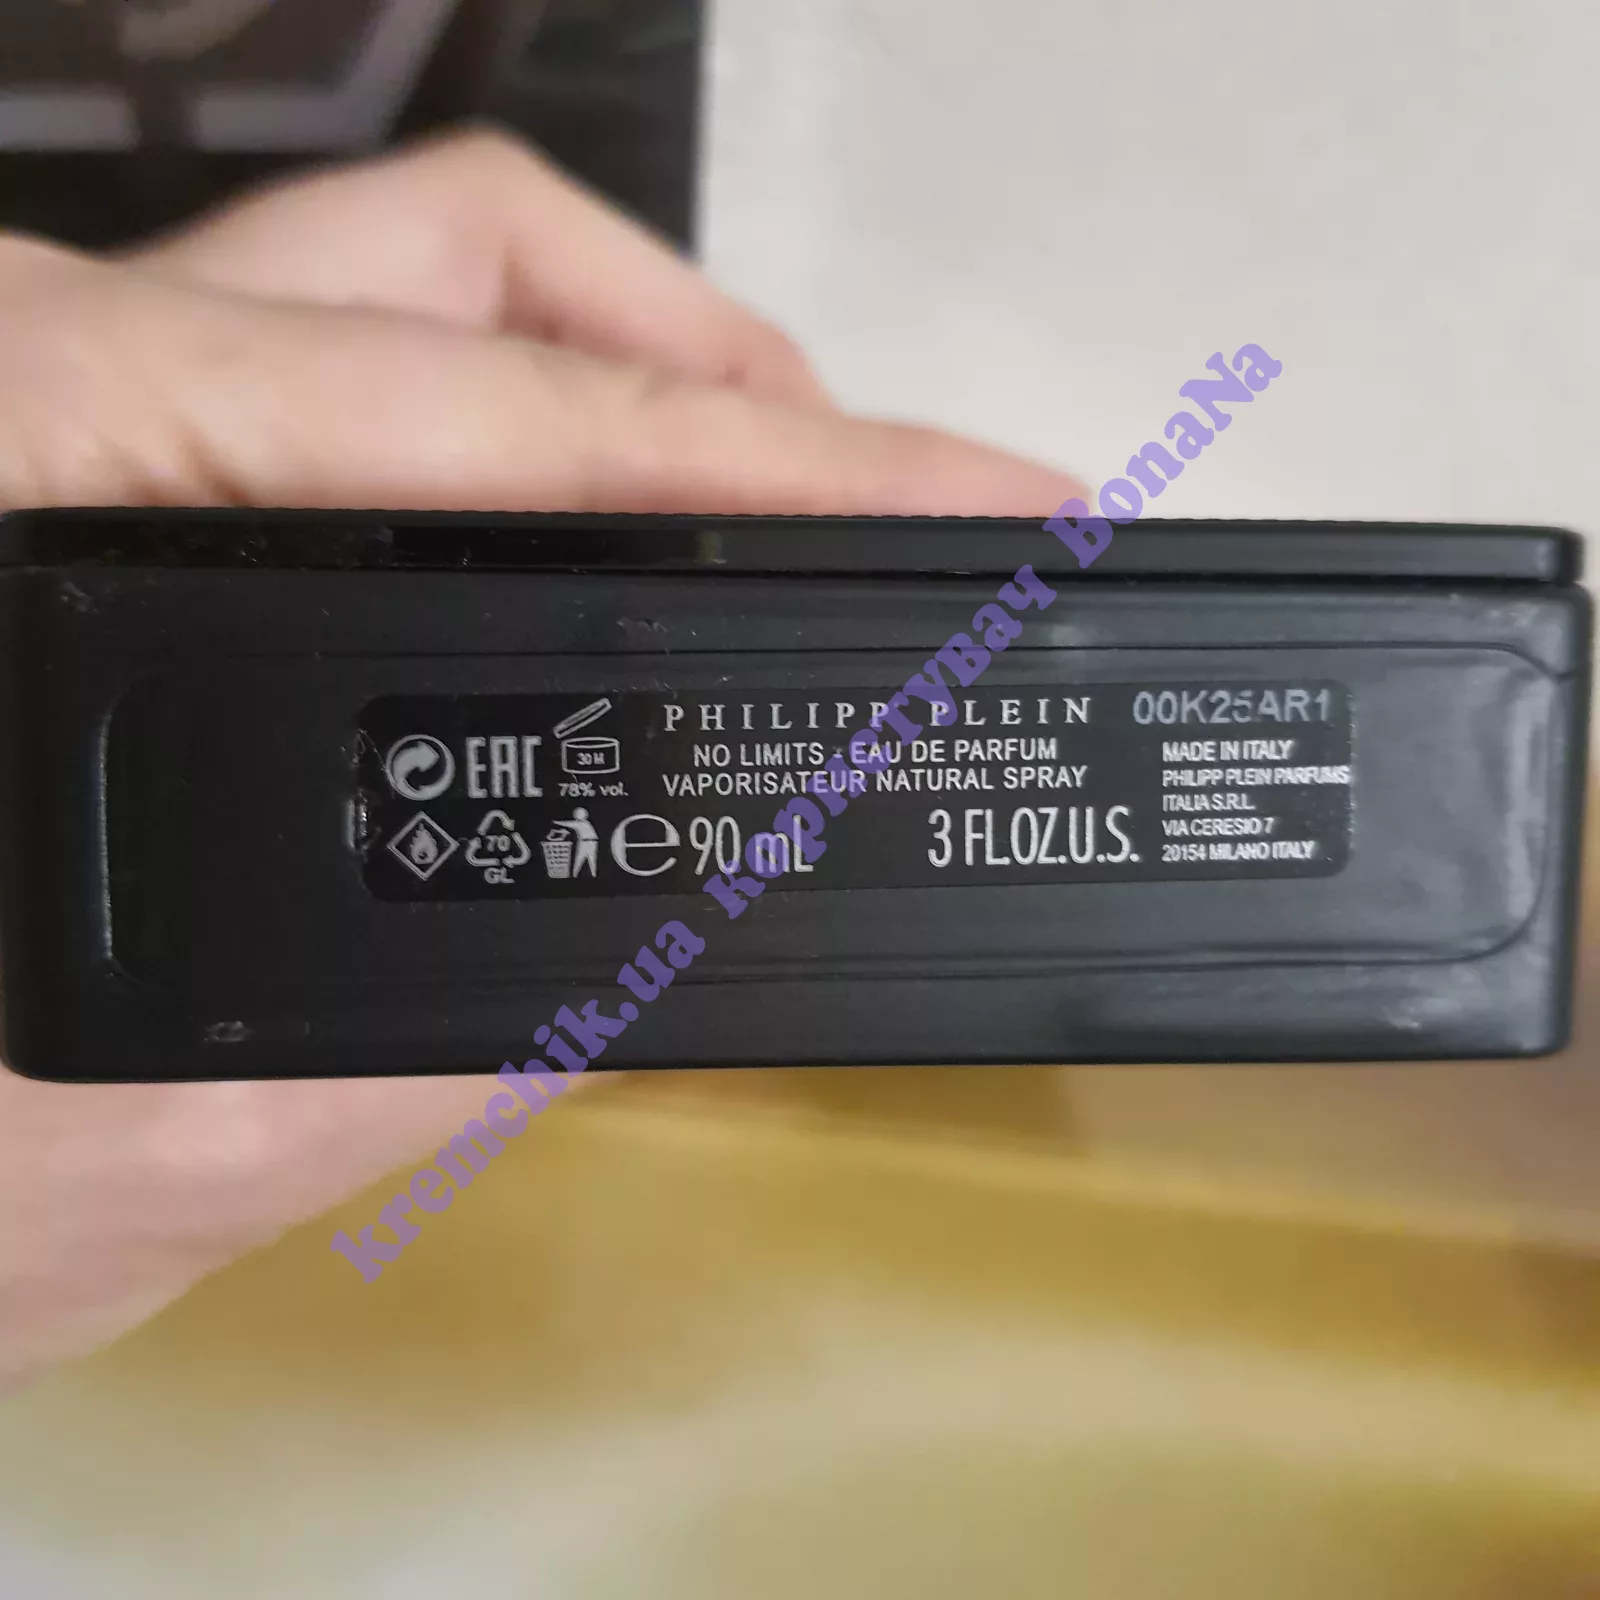 PHILIPP PLEIN
NO LIMITS - EAU DE PARFUM
VAPORISATEUR NATURAL SPRAY
EAC
30 M
78% vol.
70
GL
e 90 mL
3 FL.OZ.U.S.
00K25AR1
MADE IN ITALY
PHILIPP PLEIN PARFUMS
ITALIA S.R.L.
VIA CERESIO 7
20154 MILANO ITALY
kremchik.ua користувач BonaNa